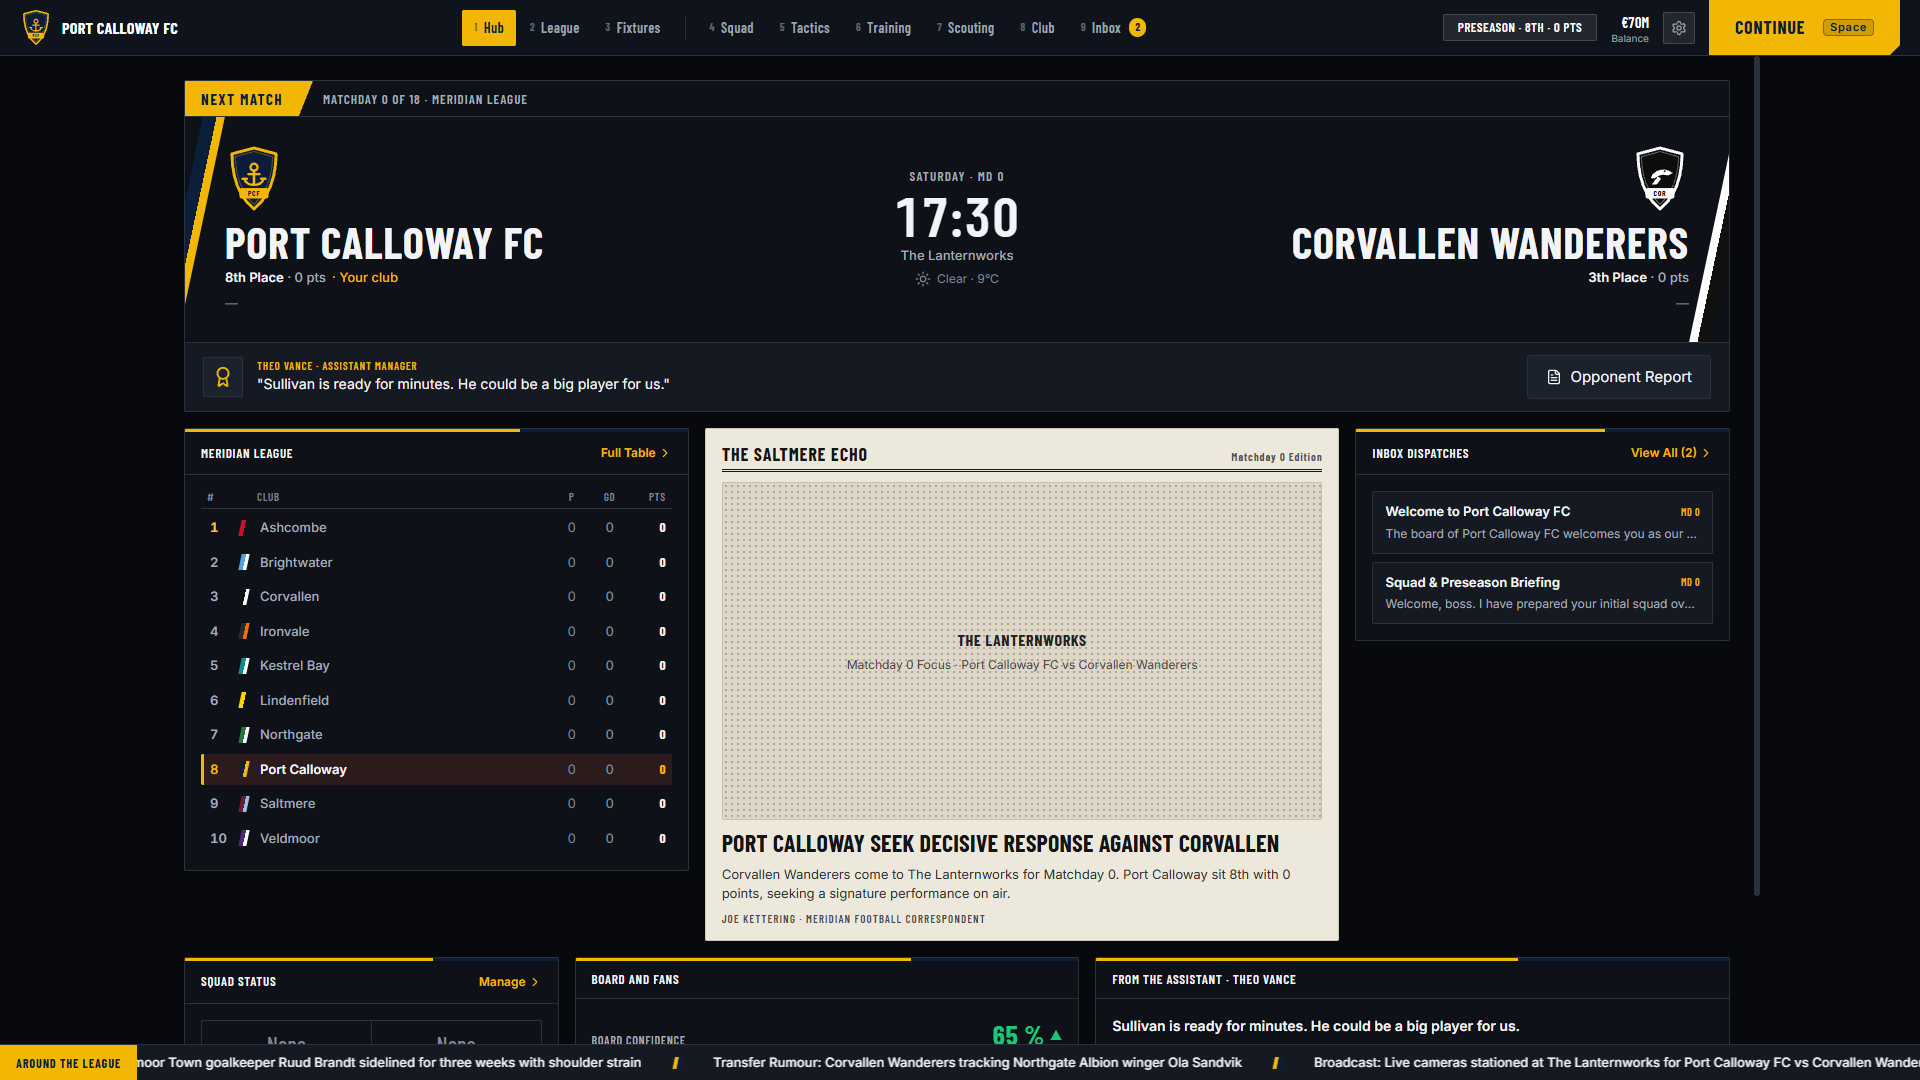 PORT CALLOWAY FC
1 Hub
2 League
3 Fixtures
4 Squad
5 Tactics
6 Training
7 Scouting
8 Club
9 Inbox 2
PRESEASON · 8TH · 0 PTS
€70M
Balance
CONTINUE Space
NEXT MATCH
MATCHDAY 0 OF 18 · MERIDIAN LEAGUE
PCF
PORT CALLOWAY FC
8th Place · 0 pts · Your club
—
SATURDAY · MD 0
17:30
The Lanternworks
Clear · 9°C
COR
CORVALLEN WANDERERS
3th Place · 0 pts
—
THEO VANCE · ASSISTANT MANAGER
"Sullivan is ready for minutes. He could be a big player for us."
Opponent Report
MERIDIAN LEAGUE
Full Table
# CLUB P GD PTS
1 Ashcombe 0 0 0
2 Brightwater 0 0 0
3 Corvallen 0 0 0
4 Ironvale 0 0 0
5 Kestrel Bay 0 0 0
6 Lindenfield 0 0 0
7 Northgate 0 0 0
8 Port Calloway 0 0 0
9 Saltmere 0 0 0
10 Veldmoor 0 0 0
THE SALTMERE ECHO
Matchday 0 Edition
THE LANTERNWORKS
Matchday 0 Focus · Port Calloway FC vs Corvallen Wanderers
PORT CALLOWAY SEEK DECISIVE RESPONSE AGAINST CORVALLEN
Corvallen Wanderers come to The Lanternworks for Matchday 0. Port Calloway sit 8th with 0
points, seeking a signature performance on air.
JOE KETTERING · MERIDIAN FOOTBALL CORRESPONDENT
INBOX DISPATCHES
View All (2)
Welcome to Port Calloway FC MD 0
The board of Port Calloway FC welcomes you as our ...
Squad & Preseason Briefing MD 0
Welcome, boss. I have prepared your initial squad ov...
SQUAD STATUS
Manage
None None
BOARD AND FANS
BOARD CONFIDENCE 65 %
FROM THE ASSISTANT · THEO VANCE
Sullivan is ready for minutes. He could be a big player for us.
AROUND THE LEAGUE
moor Town goalkeeper Ruud Brandt sidelined for three weeks with shoulder strain
Transfer Rumour: Corvallen Wanderers tracking Northgate Albion winger Ola Sandvik
Broadcast: Live cameras stationed at The Lanternworks for Port Calloway FC vs Corvallen Wander